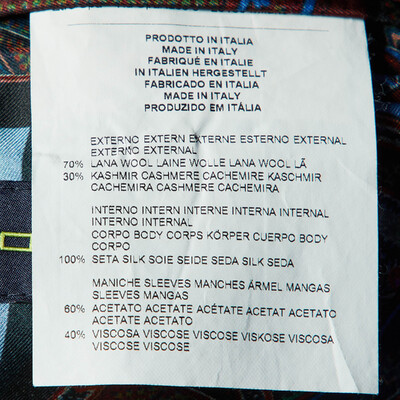 PRODOTTO IN ITALIA
MADE IN ITALY
FABRIQUÉ EN ITALIE
IN ITALIEN HERGESTELLT
FABRICADO EN ITALIA
MADE IN ITALY
PRODUZIDO EM ITÀLIA
EXTERNO EXTERN EXTERNE ESTERNO EXTERNAL
EXTERNO EXTERNAL
70% LANA WOOL LAINE WOLLE LANA WOOL LÃ
30% KASHMIR CASHMERE CACHEMIRE KASCHMIR
CACHEMIRA CASHMERE CACHEMIRA
INTERNO INTERN INTERNE INTERNA INTERNAL
INTERNO INTERNAL
CORPO BODY CORPS KÖRPER CUERPO BODY
CORPO
100% SETA SILK SOIE SEIDE SEDA SILK SEDA
MANICHE SLEEVES MANCHES ÄRMEL MANGAS
SLEEVES MANGAS
60% ACETATO ACETATE ACÉTATE ACETAT ACETATO
ACETATE ACETATO
40% VISCOSA VISCOSE VISCOSE VISKOSE VISCOSA
VISCOSE VISCOSE